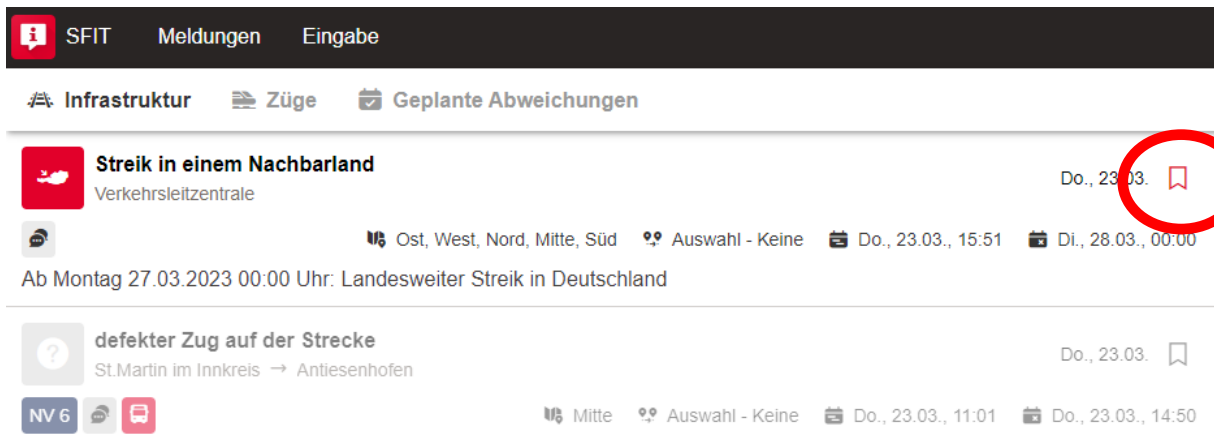 SFIT Meldungen Eingabe
Infrastruktur Züge Geplante Abweichungen
Streik in einem Nachbarland
Do., 23.03.
Verkehrsleitzentrale
Ost, West, Nord, Mitte, Süd Auswahl - Keine Do., 23.03., 15:51 Di., 28.03., 00:00
Ab Montag 27.03.2023 00:00 Uhr: Landesweiter Streik in Deutschland
defekter Zug auf der Strecke
Do., 23.03.
St.Martin im Innkreis → Antiesenhofen
NV 6 Mitte Auswahl - Keine Do., 23.03., 11:01 Do., 23.03., 14:50